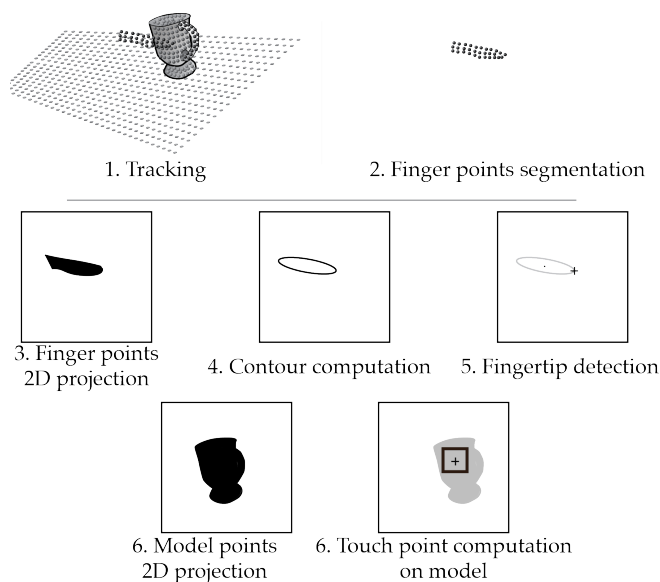 1. Tracking
2. Finger points segmentation
3. Finger points
2D projection
4. Contour computation
5. Fingertip detection
6. Model points
2D projection
6. Touch point computation
on model